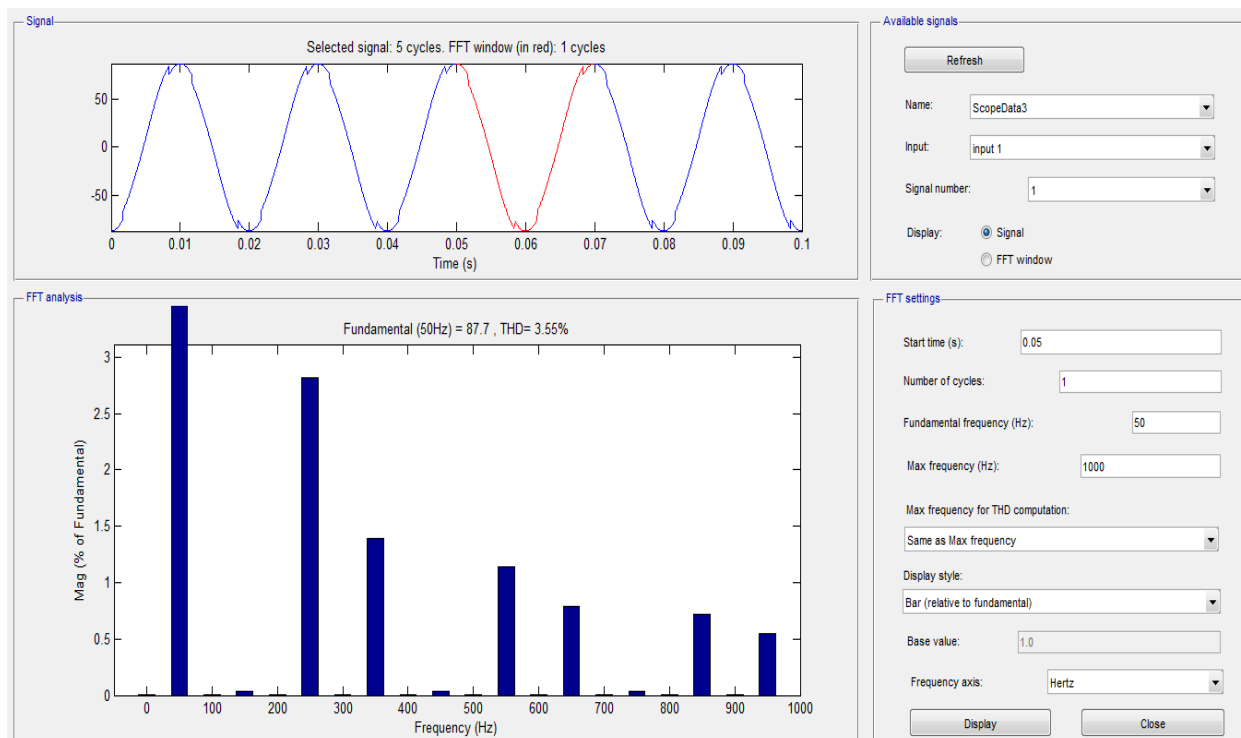 Signal
Selected signal: 5 cycles. FFT window (in red): 1 cycles
50
0
-50
0 0.01 0.02 0.03 0.04 0.05 0.06 0.07 0.08 0.09 0.1
Time (s)
Available signals
Refresh
Name: ScopeData3
Input: input 1
Signal number: 1
Display: Signal
FFT window
FFT analysis
Fundamental (50Hz) = 87.7 , THD= 3.55%
3
2.5
2
1.5
1
0.5
0
Mag (% of Fundamental)
0 100 200 300 400 500 600 700 800 900 1000
Frequency (Hz)
FFT settings
Start time (s): 0.05
Number of cycles: 1
Fundamental frequency (Hz): 50
Max frequency (Hz): 1000
Max frequency for THD computation:
Same as Max frequency
Display style:
Bar (relative to fundamental)
Base value: 1.0
Frequency axis: Hertz
Display Close